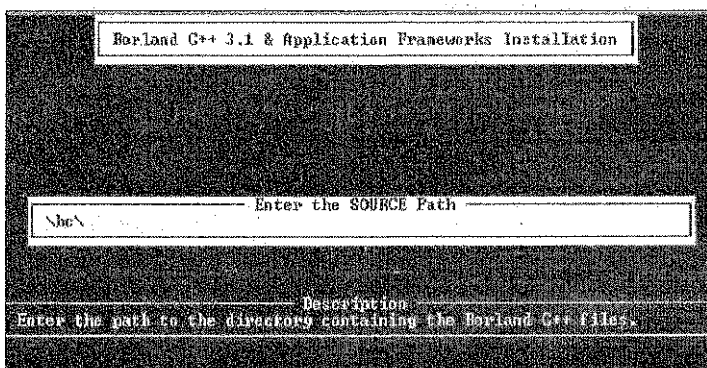 Borland C++ 3.1 & Application Frameworks Installation
Enter the SOURCE Path
\bc\
Description
Enter the path to the directory containing the Borland C++ files.